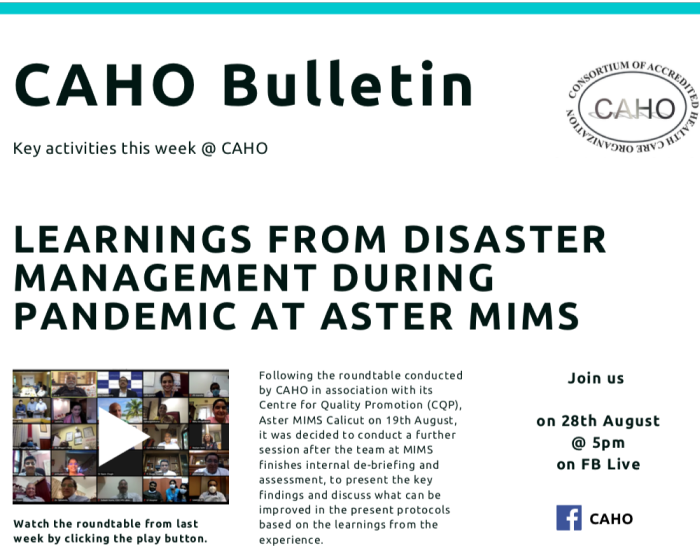 CAHO Bulletin
CONSORTIUM OF ACCREDITED
HEALTH CARE ORGANIZATION
CAHO
Key activities this week @ CAHO
LEARNINGS FROM DISASTER
MANAGEMENT DURING
PANDEMIC AT ASTER MIMS
Following the roundtable conducted
by CAHO in association with its
Centre for Quality Promotion (CQP),
Aster MIMS Calicut on 19th August,
it was decided to conduct a further
session after the team at MIMS
finishes internal de-briefing and
assessment, to present the key
findings and discuss what can be
improved in the present protocols
based on the learnings from the
experience.
Watch the roundtable from last
week by clicking the play button.
Join us
on 28th August
@ 5pm
on FB Live
CAHO